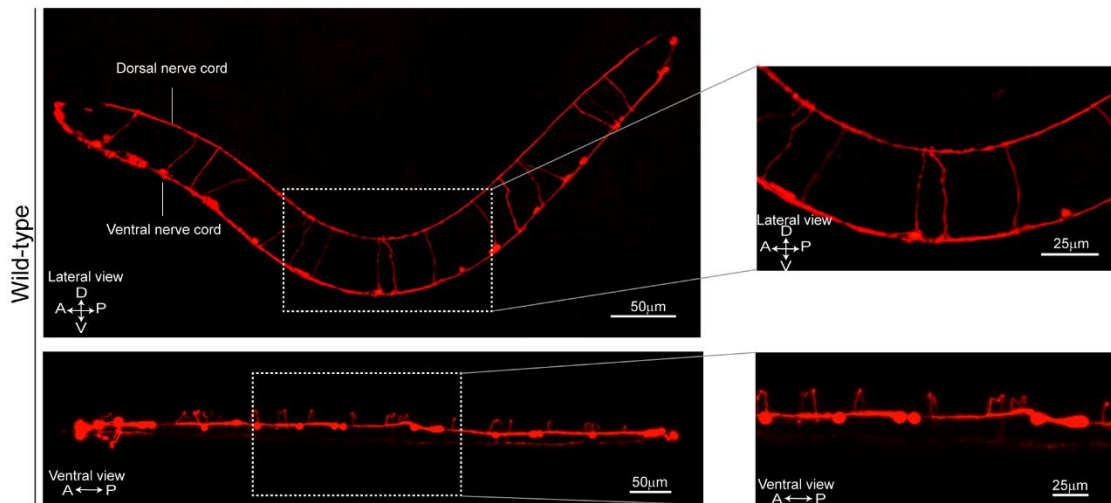 Wild-type
Dorsal nerve cord
Ventral nerve cord
Lateral view
D
A P
V
50µm
Lateral view
D
A P
V
25µm
Ventral view
A P
50µm
Ventral view
A P
25µm